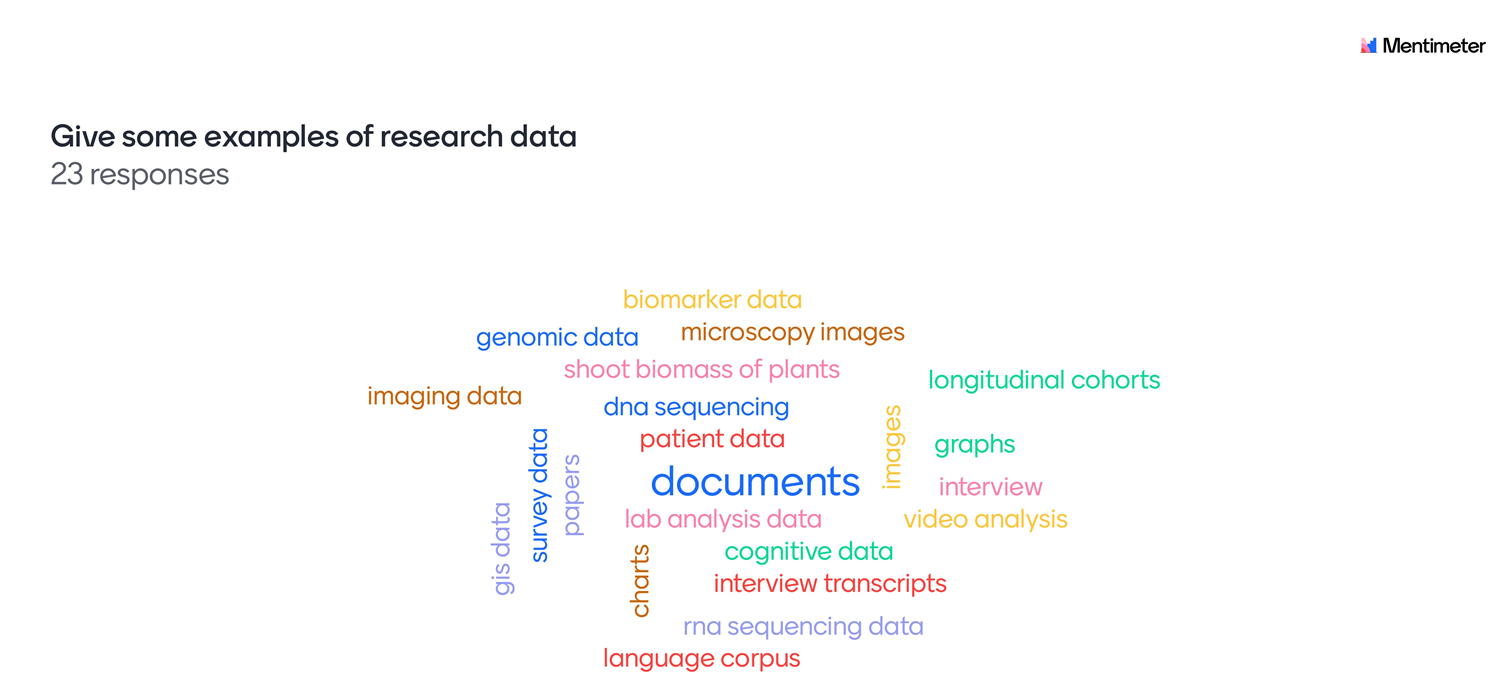 Mentimeter
Give some examples of research data
23 responses
biomarker data
genomic data
microscopy images
shoot biomass of plants
longitudinal cohorts
imaging data
dna sequencing
images
survey data
patient data
graphs
papers
documents
interview
gis data
lab analysis data
video analysis
charts
cognitive data
interview transcripts
rna sequencing data
language corpus